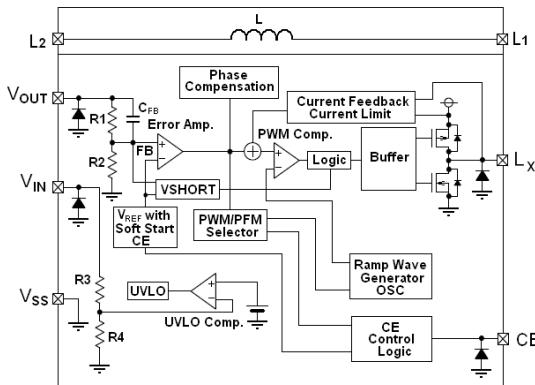 L2
L
L1
VOUT
Phase
Compensation
CFB
R1
Error Amp.
Current Feedback
Current Limit
PWM Comp.
FB
R2
Logic
Buffer
LX
VIN
VSHORT
VREF with
Soft Start
CE
PWM/PFM
Selector
Ramp Wave
Generator
OSC
R3
UVLO
VSS
R4
UVLO Comp.
CE
Control
Logic
CE